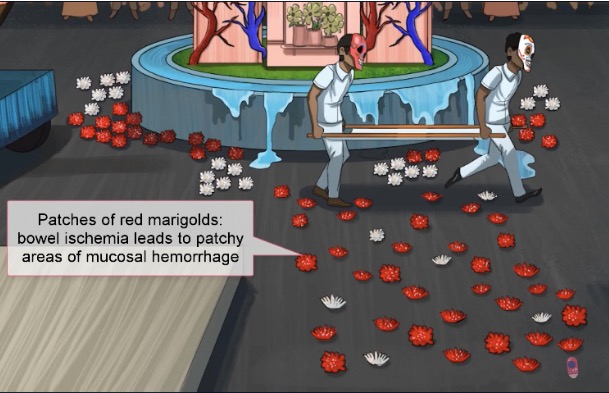 Patches of red marigolds:
bowel ischemia leads to patchy
areas of mucosal hemorrhage